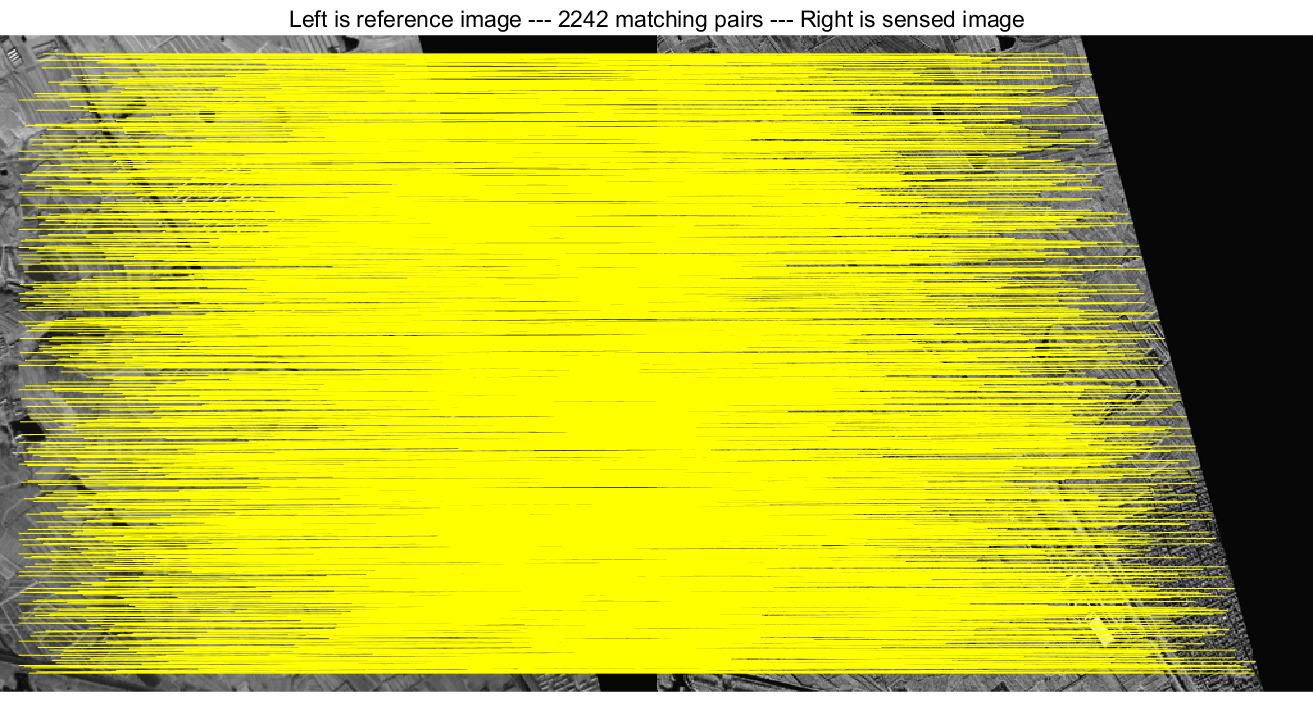 Left is reference image --- 2242 matching pairs --- Right is sensed image